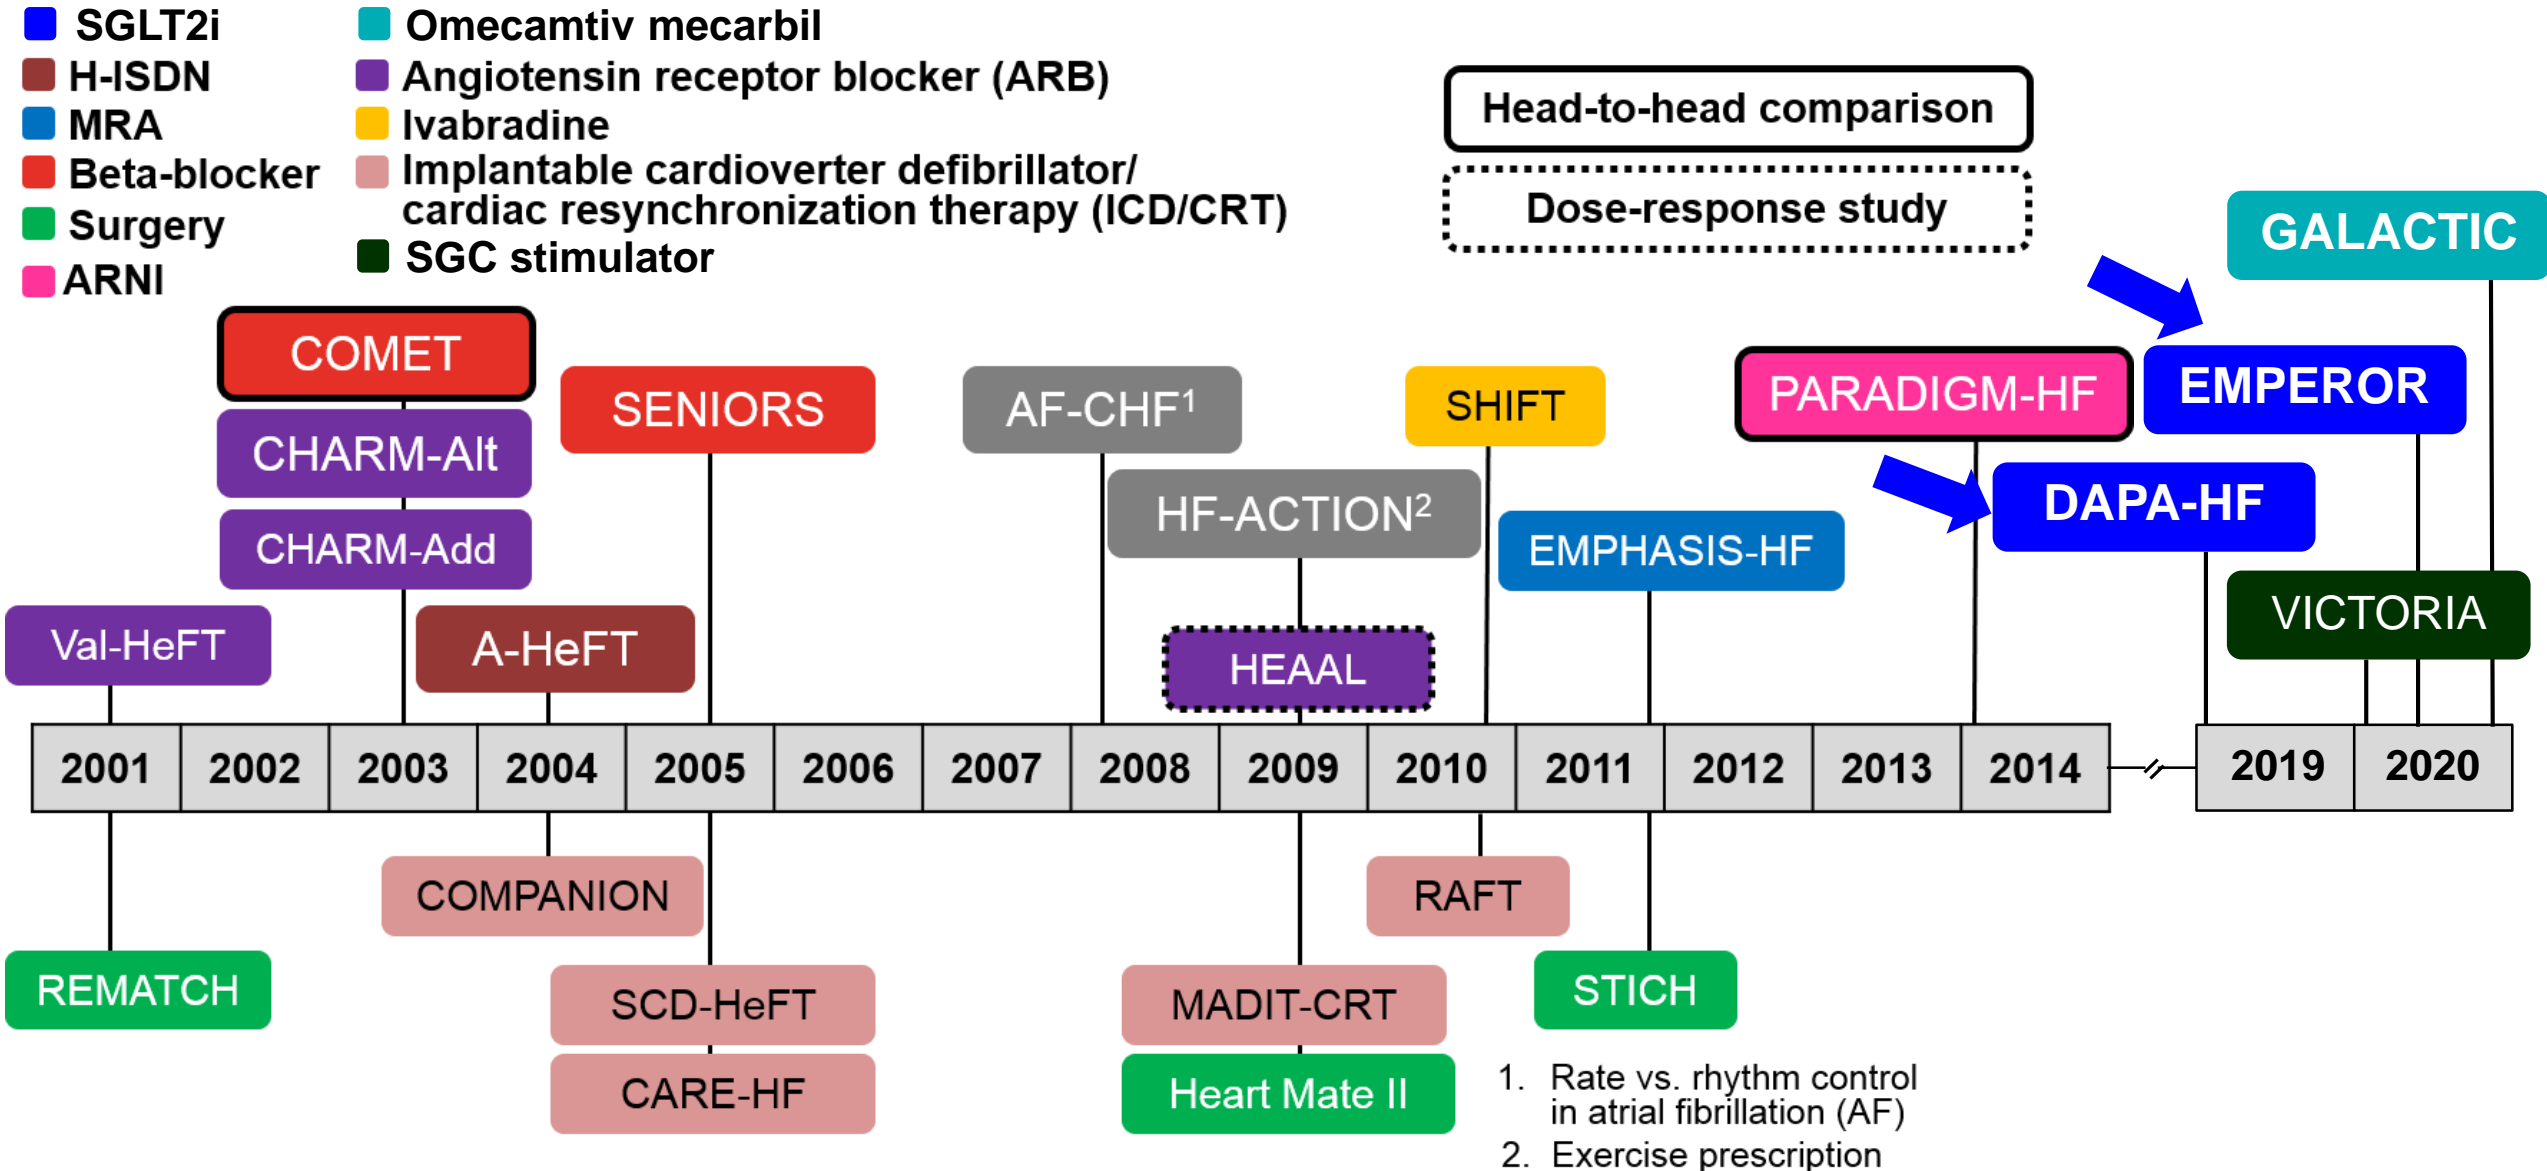 SGLT2i
H-ISDN
MRA
Beta-blocker
Surgery
ARNI
Omecamtiv mecarbil
Angiotensin receptor blocker (ARB)
Ivabradine
Implantable cardioverter defibrillator/
cardiac resynchronization therapy (ICD/CRT)
SGC stimulator
Head-to-head comparison
Dose-response study
GALACTIC
COMET
SENIORS
AF-CHF¹
SHIFT
PARADIGM-HF
EMPEROR
CHARM-Alt
HF-ACTION²
DAPA-HF
CHARM-Add
EMPHASIS-HF
VICTORIA
Val-HeFT
A-HeFT
HEAAL
2001 2002 2003 2004 2005 2006 2007 2008 2009 2010 2011 2012 2013 2014 2019 2020
COMPANION
RAFT
REMATCH
SCD-HeFT
MADIT-CRT
STICH
CARE-HF
Heart Mate II
1. Rate vs. rhythm control
in atrial fibrillation (AF)
2. Exercise prescription